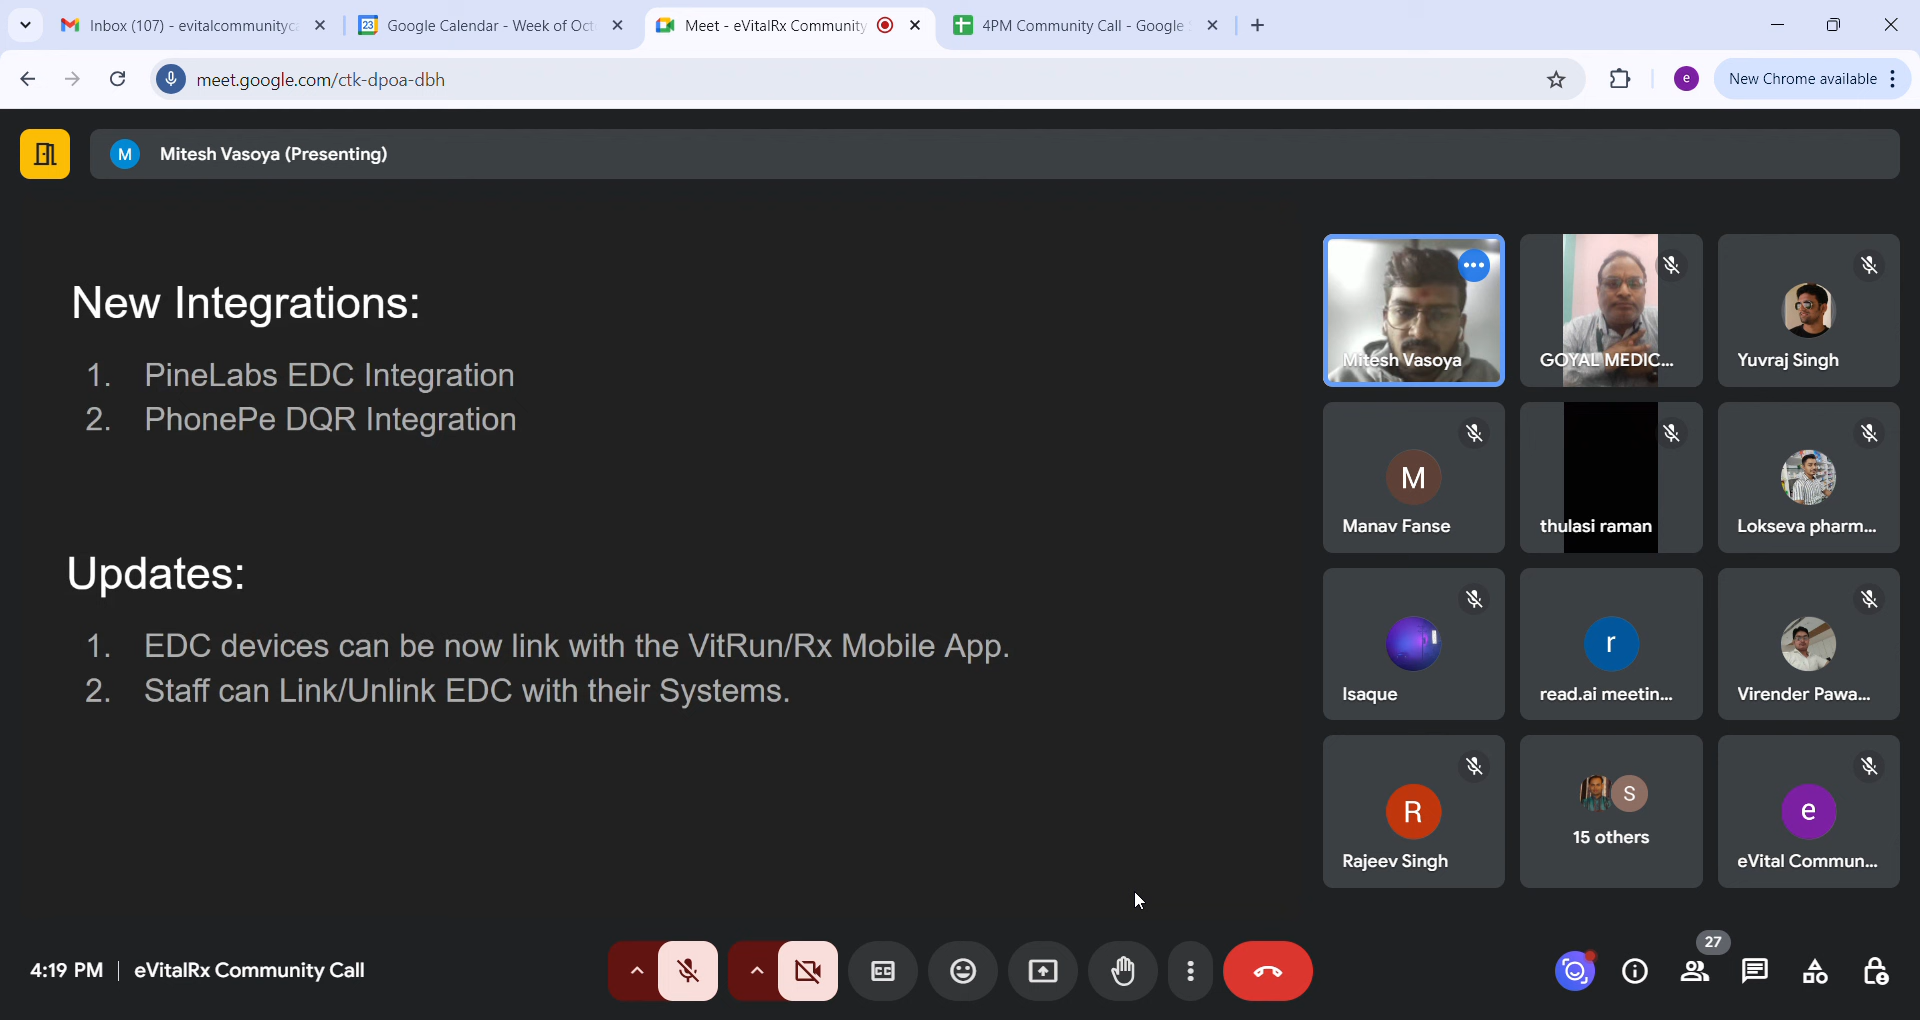 Inbox (107) - evitalcommunityc
Google Calendar - Week of Oct
Meet - eVitalRx Community
4PM Community Call - Google
meet.google.com/ctk-dpoa-dbh
e
New Chrome available
M
Mitesh Vasoya (Presenting)
New Integrations:
1. PineLabs EDC Integration
2. PhonePe DQR Integration
Updates:
1. EDC devices can be now link with the VitRun/Rx Mobile App.
2. Staff can Link/Unlink EDC with their Systems.
Mitesh Vasoya
GOYAL MEDIC...
Yuvraj Singh
M
Manav Fanse
thulasi raman
Lokseva pharm...
Isaque
r
read.ai meetin...
Virender Pawa...
R
Rajeev Singh
S
15 others
e
eVital Commun...
4:19 PM
eVitalRx Community Call
27